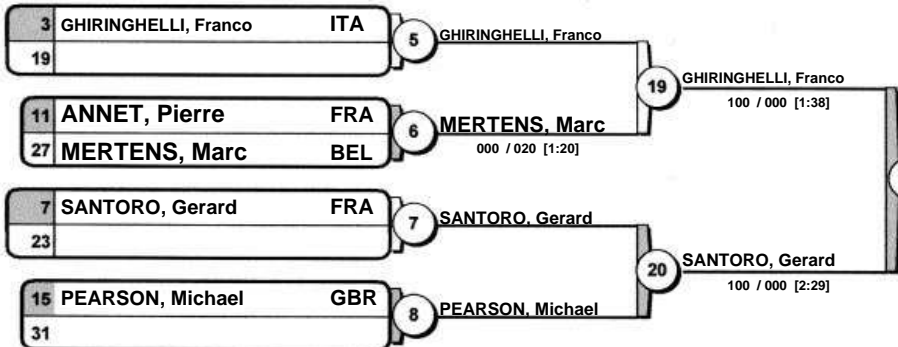 3 GHIRINGHELLI, Franco ITA
19
5 GHIRINGHELLI, Franco
11 ANNET, Pierre FRA
27 MERTENS, Marc BEL
6 MERTENS, Marc
000 / 020 [1:20]
19 GHIRINGHELLI, Franco
100 / 000 [1:38]
7 SANTORO, Gerard FRA
23
7 SANTORO, Gerard
15 PEARSON, Michael GBR
31
8 PEARSON, Michael
20 SANTORO, Gerard
100 / 000 [2:29]